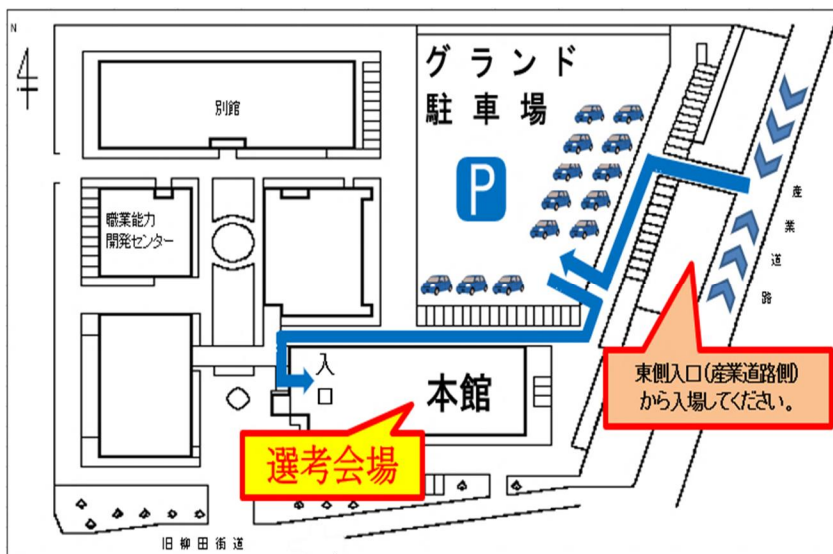 N
別館
グランド
駐車場
P
職業能力
開発センター
産業道路
東側入口(産業道路側)
から入場してください。
入口
本館
選考会場
旧柳田街道